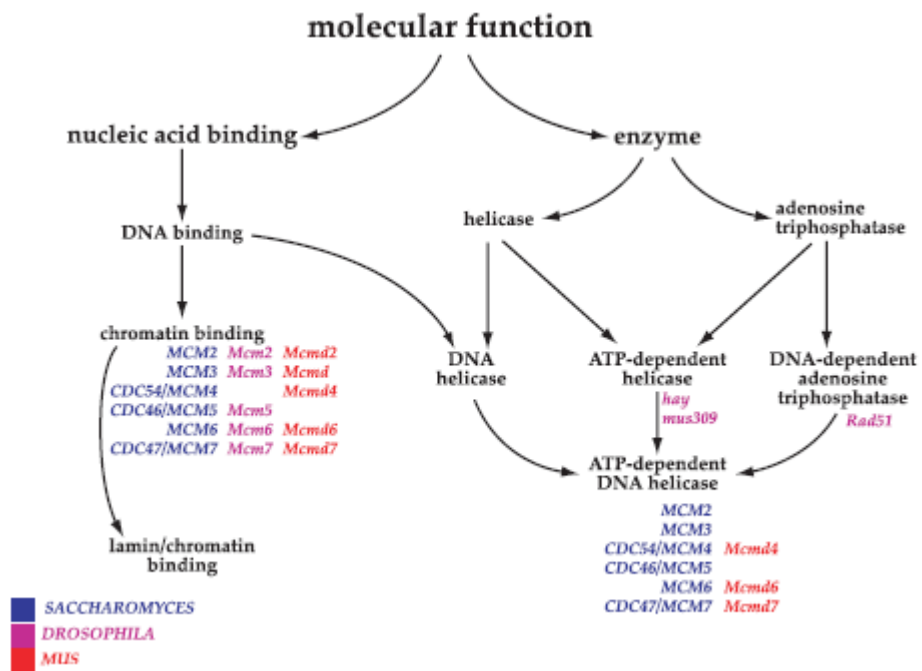 molecular function
nucleic acid binding
enzyme
DNA binding
helicase
adenosine
triphosphatase
chromatin binding
MCM2 Mcm2 Mcmd2
MCM3 Mcm3 Mcmd
CDC54/MCM4 Mcmd4
CDC46/MCM5 Mcm5
MCM6 Mcm6 Mcmd6
CDC47/MCM7 Mcm7 Mcmd7
DNA
helicase
ATP-dependent
helicase
hay
mus309
DNA-dependent
adenosine
triphosphatase
Rad51
ATP-dependent
DNA helicase
MCM2
MCM3
CDC54/MCM4 Mcmd4
CDC46/MCM5
MCM6 Mcmd6
CDC47/MCM7 Mcmd7
lamin/chromatin
binding
SACCHAROMYCES
DROSOPHILA
MUS